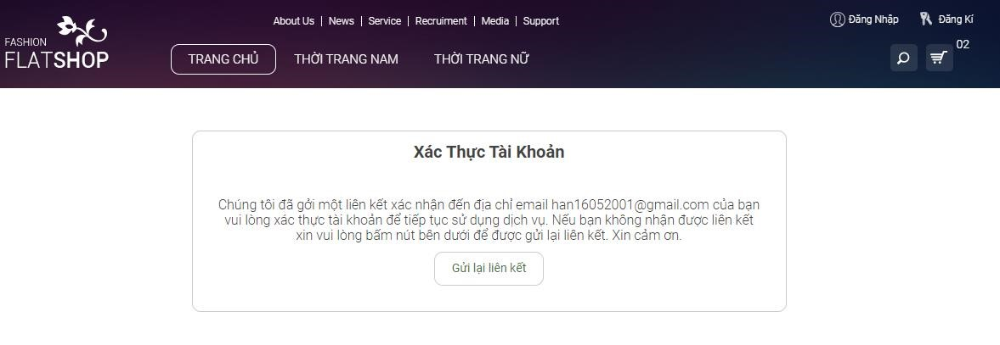 About Us | News | Service | Recruiment | Media | Support
Đăng Nhập
Đăng Kí
FASHION
FLATSHOP
TRANG CHỦ
THỜI TRANG NAM
THỜI TRANG NỮ
02
Xác Thực Tài Khoản
Chúng tôi đã gởi một liên kết xác nhận đến địa chỉ email han16052001@gmail.com của bạn
vui lòng xác thực tài khoản để tiếp tục sử dụng dịch vụ. Nếu bạn không nhận được liên kết
xin vui lòng bấm nút bên dưới để được gửi lại liên kết. Xin cảm ơn.
Gửi lại liên kết